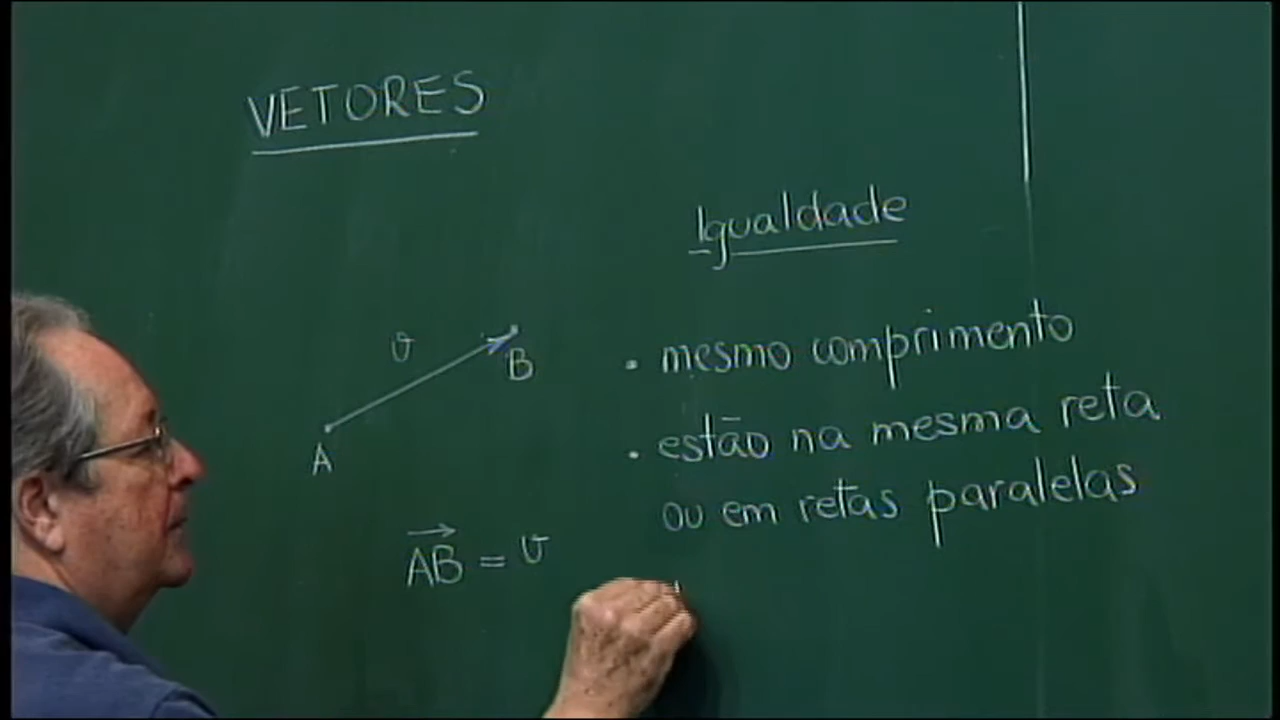 VETORES
Igualdade
v
B
A
• mesmo comprimento
• estão na mesma reta
ou em retas paralelas
→
AB = v